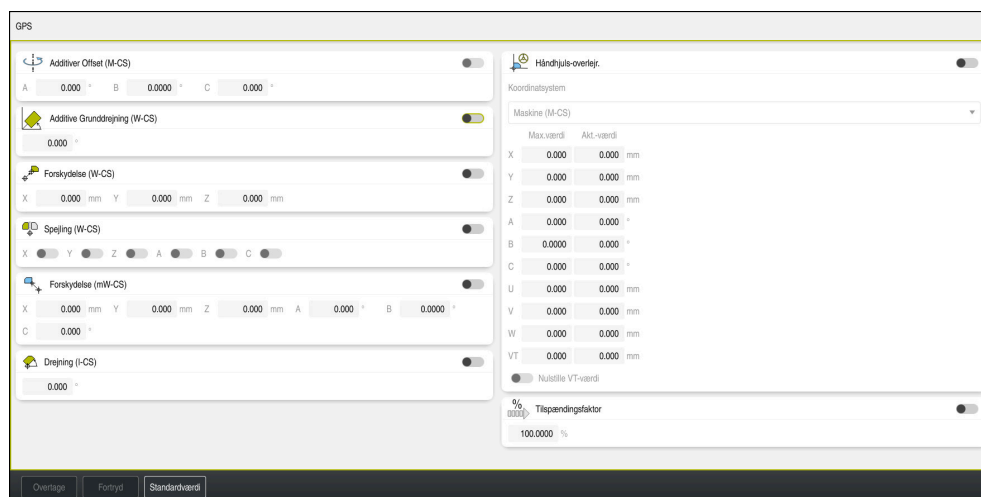 GPS
Additiver Offset (M-CS)
A 0.000 ° B 0.0000 ° C 0.000 °
Additive Grunddrejning (W-CS)
0.000 °
Forskydelse (W-CS)
X 0.000 mm Y 0.000 mm Z 0.000 mm
Spejling (W-CS)
X Y Z A B C
Forskydelse (mW-CS)
X 0.000 mm Y 0.000 mm Z 0.000 mm A 0.000 ° B 0.0000 °
C 0.000 °
Drejning (I-CS)
0.000 °
Håndhjuls-overlejr.
Koordinatsystem
Maskine (M-CS)
Max.værdi Akt.-værdi
X 0.000 0.000 mm
Y 0.000 0.000 mm
Z 0.000 0.000 mm
A 0.000 0.000 °
B 0.0000 0.000 °
C 0.000 0.000 °
U 0.000 0.000 mm
V 0.000 0.000 mm
W 0.000 0.000 mm
VT 0.000 0.000 mm
Nulstille VT-værdi
% Tilspændingsfaktor
100.0000 %
Overtage Fortryd Standardværdi